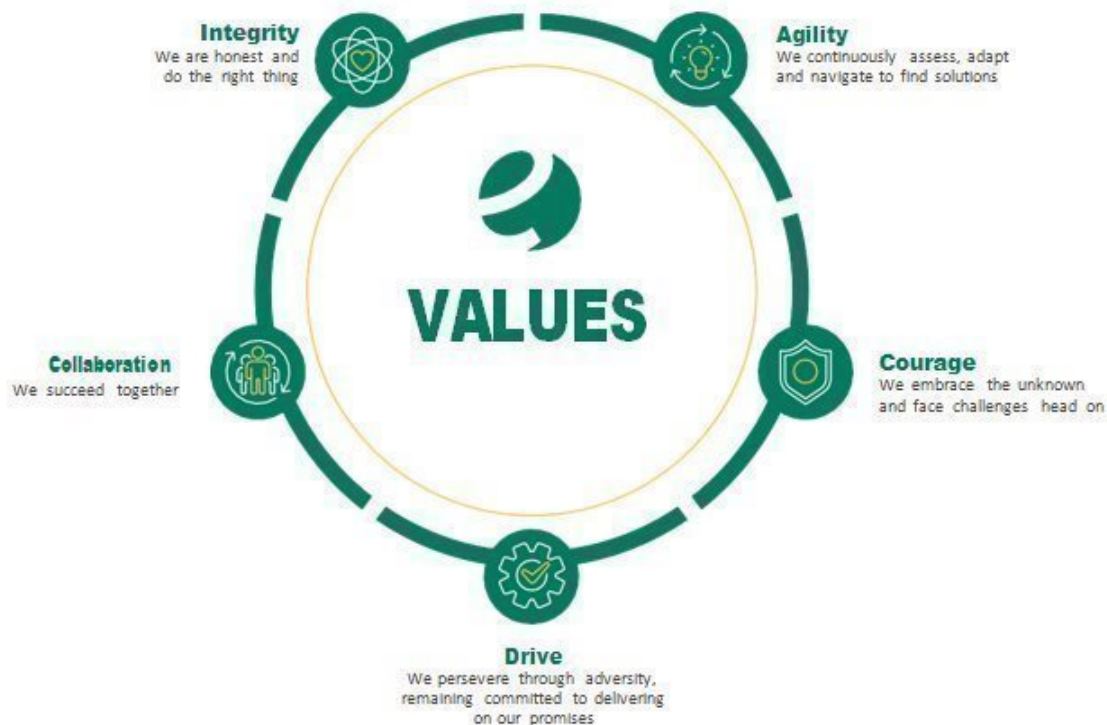 Integrity
We are honest and
do the right thing
Agility
We continuously assess, adapt
and navigate to find solutions
VALUES
Collaboration
We succeed together
Courage
We embrace the unknown
and face challenges head on
Drive
We persevere through adversity,
remaining committed to delivering
on our promises